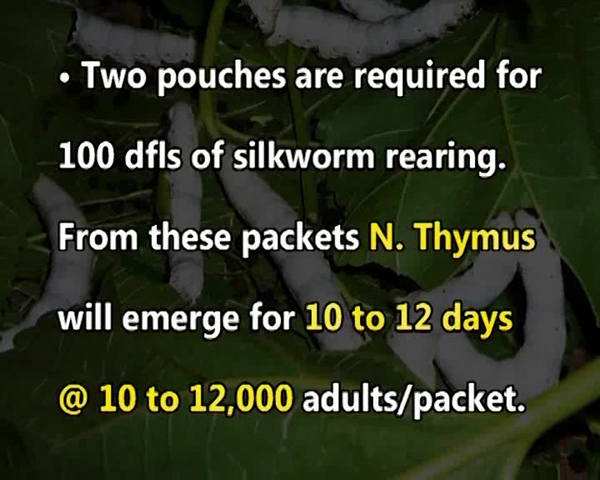 • Two pouches are required for
100 dfls of silkworm rearing.
From these packets N. Thymus
will emerge for 10 to 12 days
@ 10 to 12,000 adults/packet.